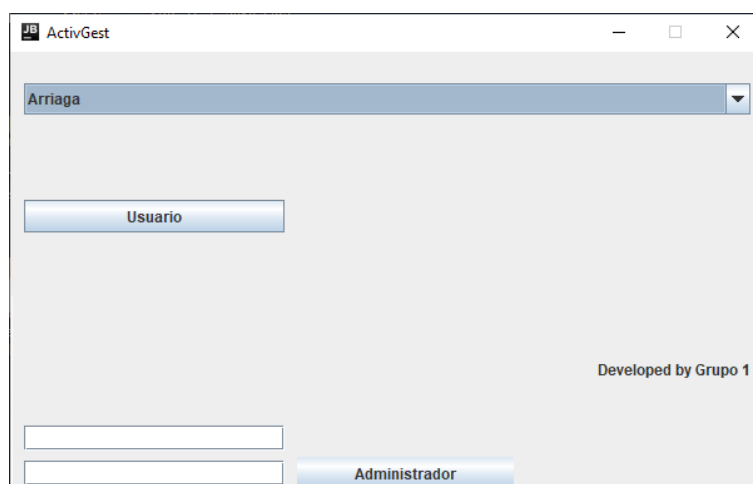 JB ActivGest
Arriaga
Usuario
Developed by Grupo 1
Administrador